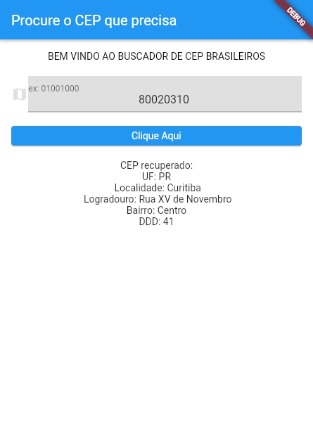 Procure o CEP que precisa
DEBUG
BEM VINDO AO BUSCADOR DE CEP BRASILEIROS
ex: 01001000
80020310
Clique Aqui
CEP recuperado:
UF: PR
Localidade: Curitiba
Logradouro: Rua XV de Novembro
Bairro: Centro
DDD: 41